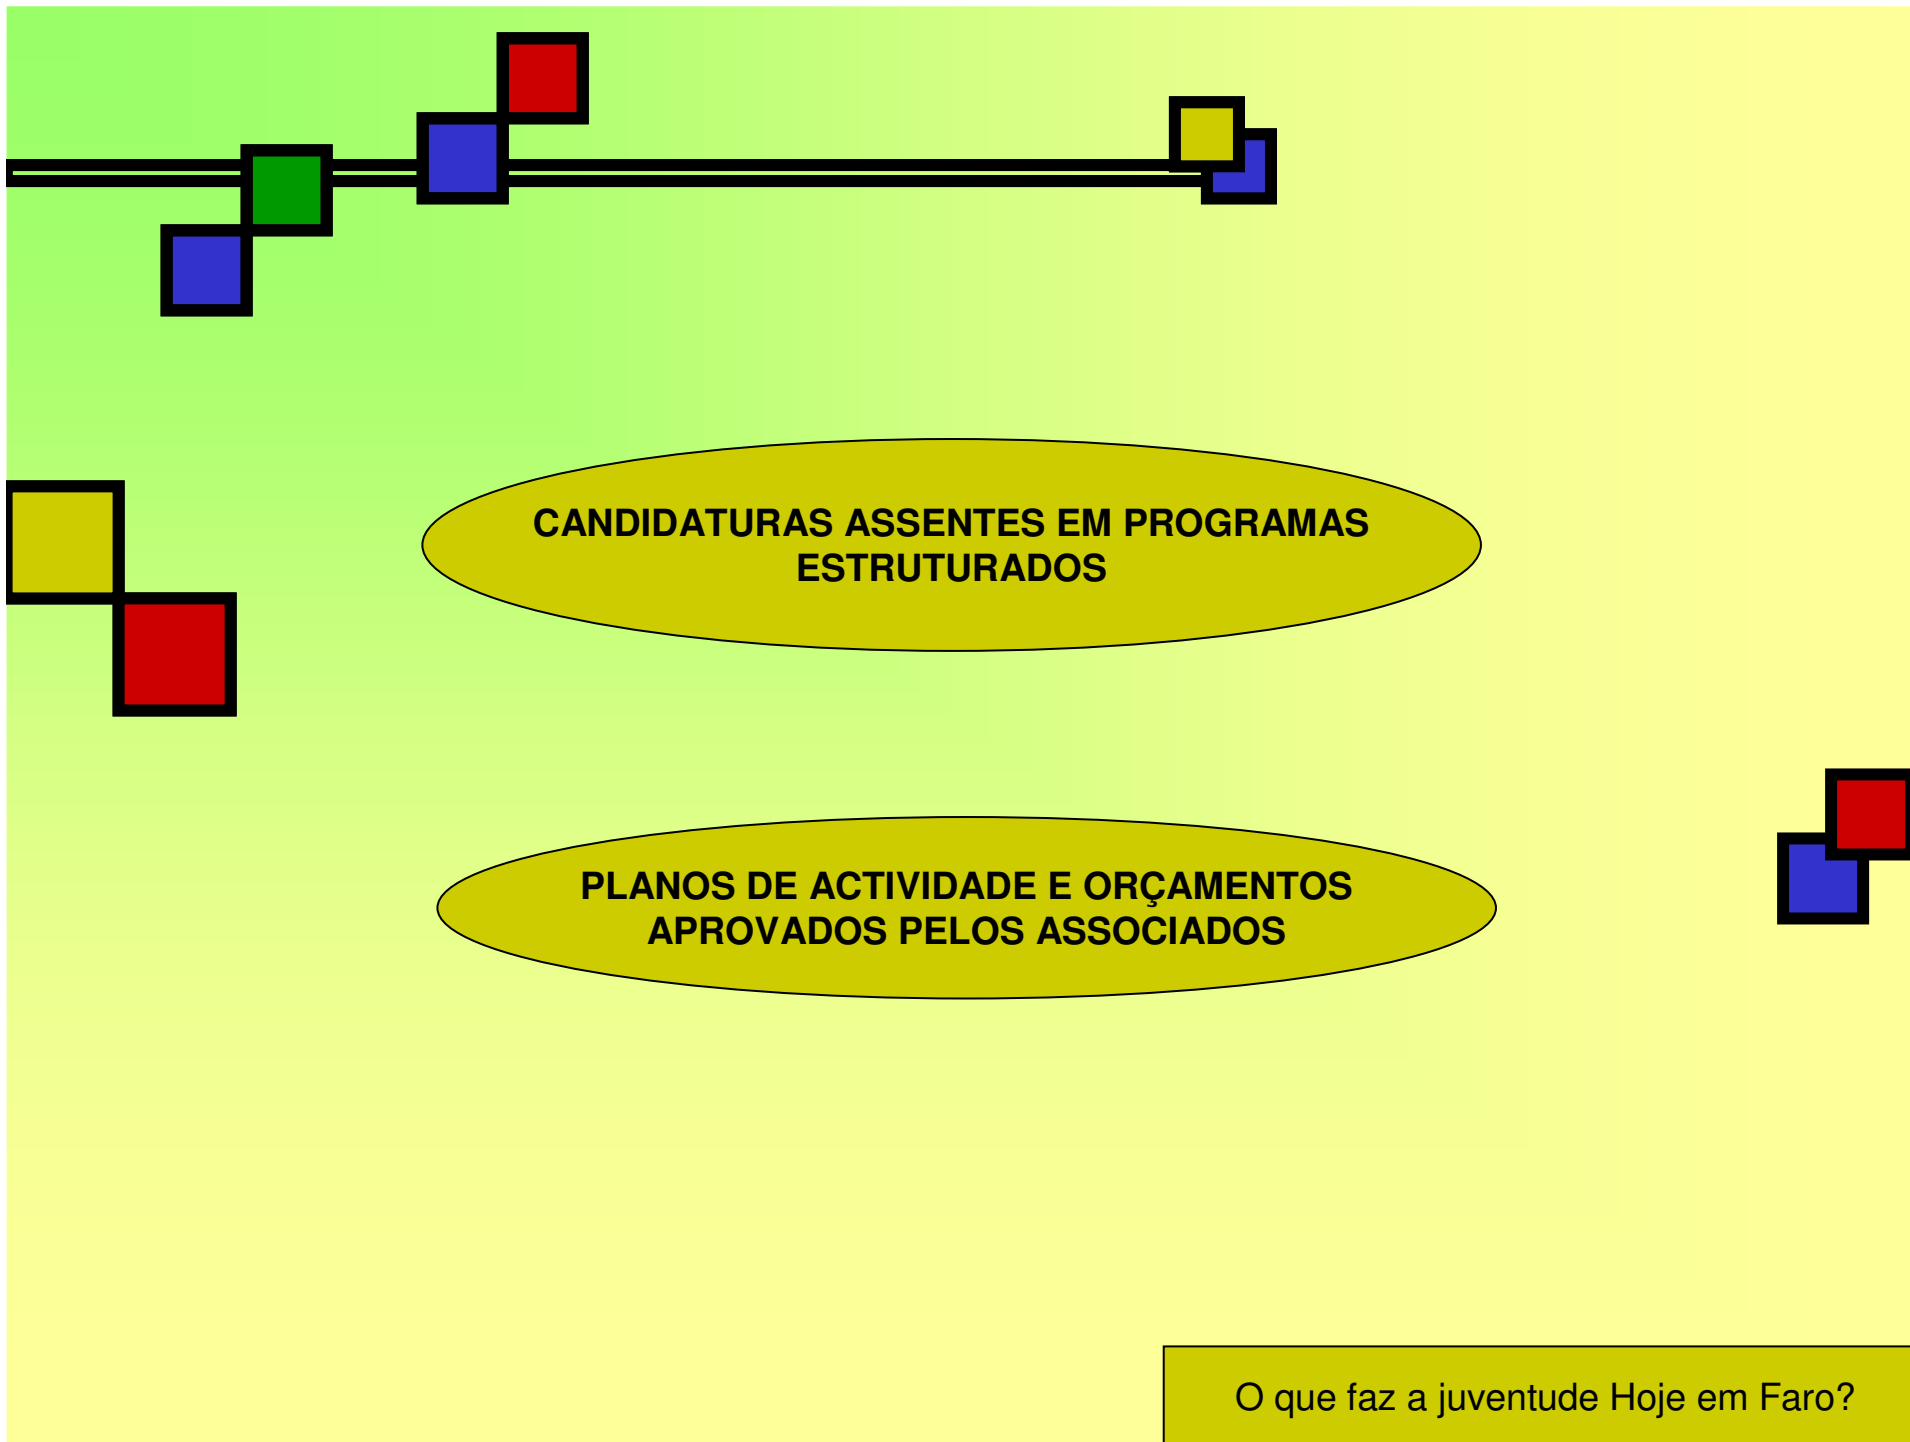 CANDIDATURAS ASSENTES EM PROGRAMAS
ESTRUTURADOS
PLANOS DE ACTIVIDADE E ORÇAMENTOS
APROVADOS PELOS ASSOCIADOS
O que faz a juventude Hoje em Faro?